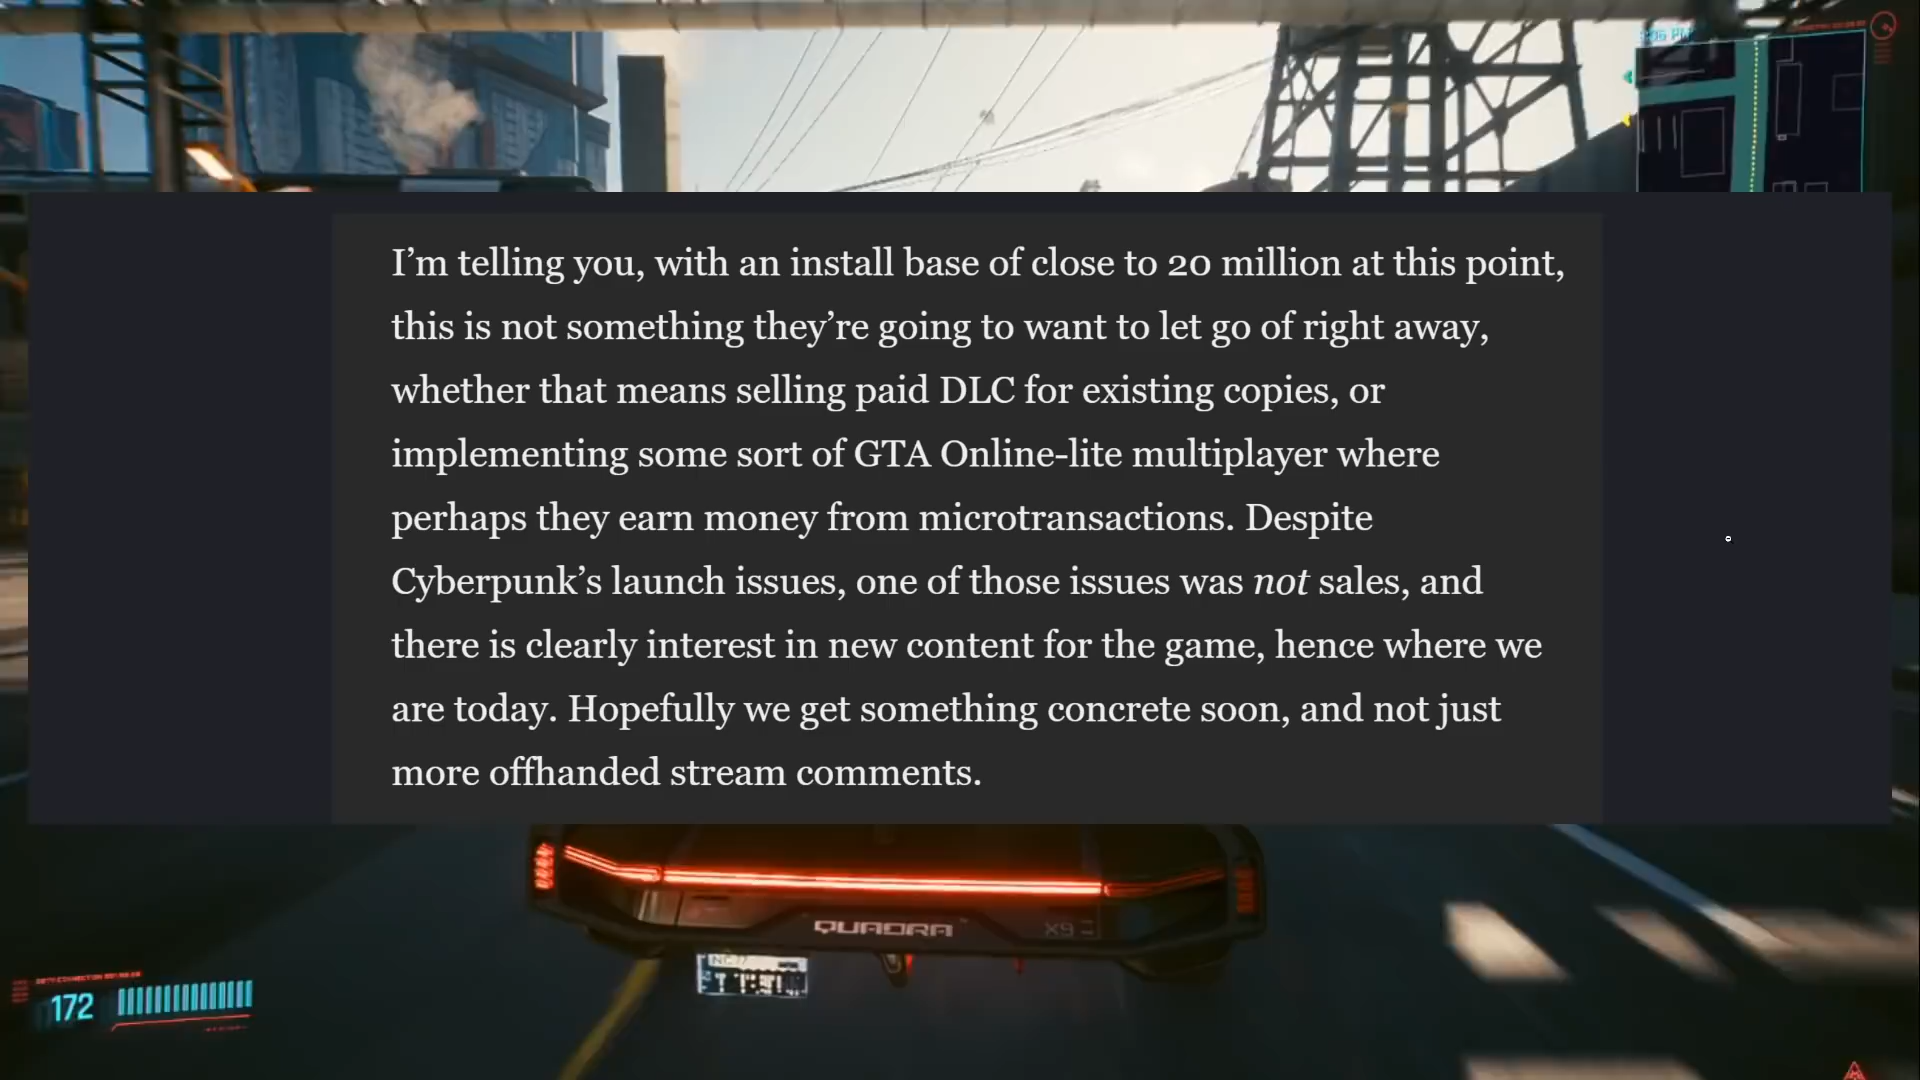 I’m telling you, with an install base of close to 20 million at this point,
this is not something they’re going to want to let go of right away,
whether that means selling paid DLC for existing copies, or
implementing some sort of GTA Online-lite multiplayer where
perhaps they earn money from microtransactions. Despite
Cyberpunk’s launch issues, one of those issues was not sales, and
there is clearly interest in new content for the game, hence where we
are today. Hopefully we get something concrete soon, and not just
more offhanded stream comments.
QUADRA
172